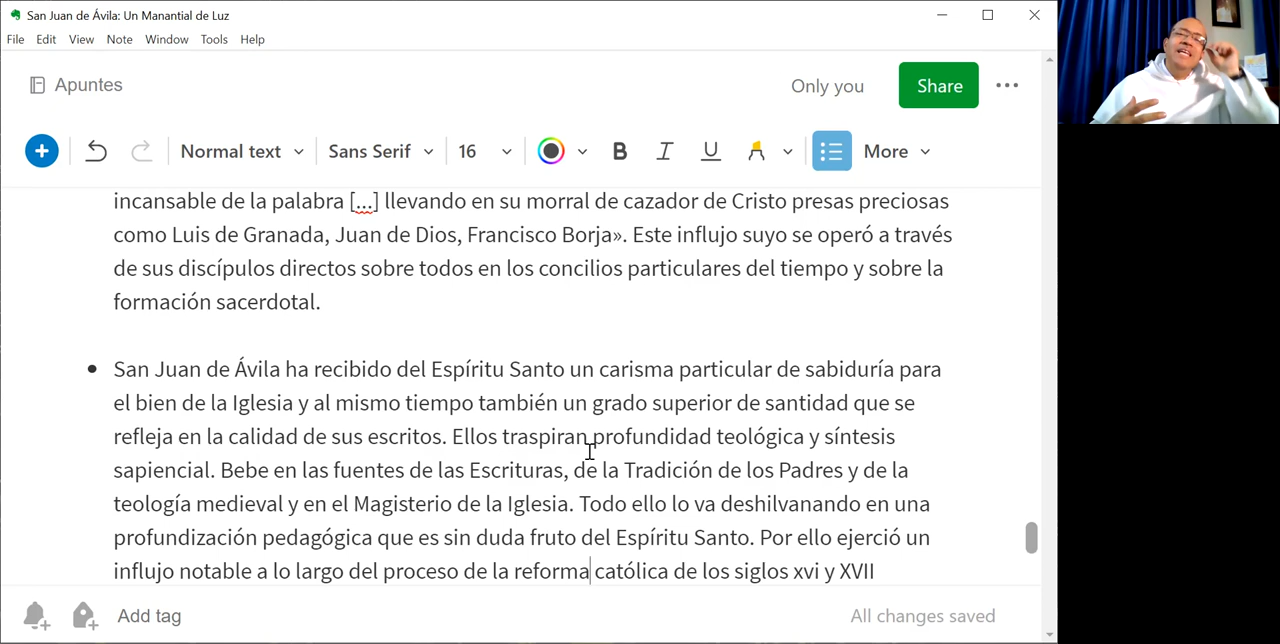 San Juan de Ávila: Un Manantial de Luz
File Edit View Note Window Tools Help
Apuntes Only you Share
Normal text Sans Serif 16 B I U More
incansable de la palabra [...] llevando en su morral de cazador de Cristo presas preciosas
como Luis de Granada, Juan de Dios, Francisco Borja». Este influjo suyo se operó a través
de sus discípulos directos sobre todos en los concilios particulares del tiempo y sobre la
formación sacerdotal.
San Juan de Ávila ha recibido del Espíritu Santo un carisma particular de sabiduría para
el bien de la Iglesia y al mismo tiempo también un grado superior de santidad que se
refleja en la calidad de sus escritos. Ellos traspiran profundidad teológica y síntesis
sapiencial. Bebe en las fuentes de las Escrituras, de la Tradición de los Padres y de la
teología medieval y en el Magisterio de la Iglesia. Todo ello lo va deshilvanando en una
profundización pedagógica que es sin duda fruto del Espíritu Santo. Por ello ejerció un
influjo notable a lo largo del proceso de la reforma católica de los siglos xvi y XVII
Add tag All changes saved